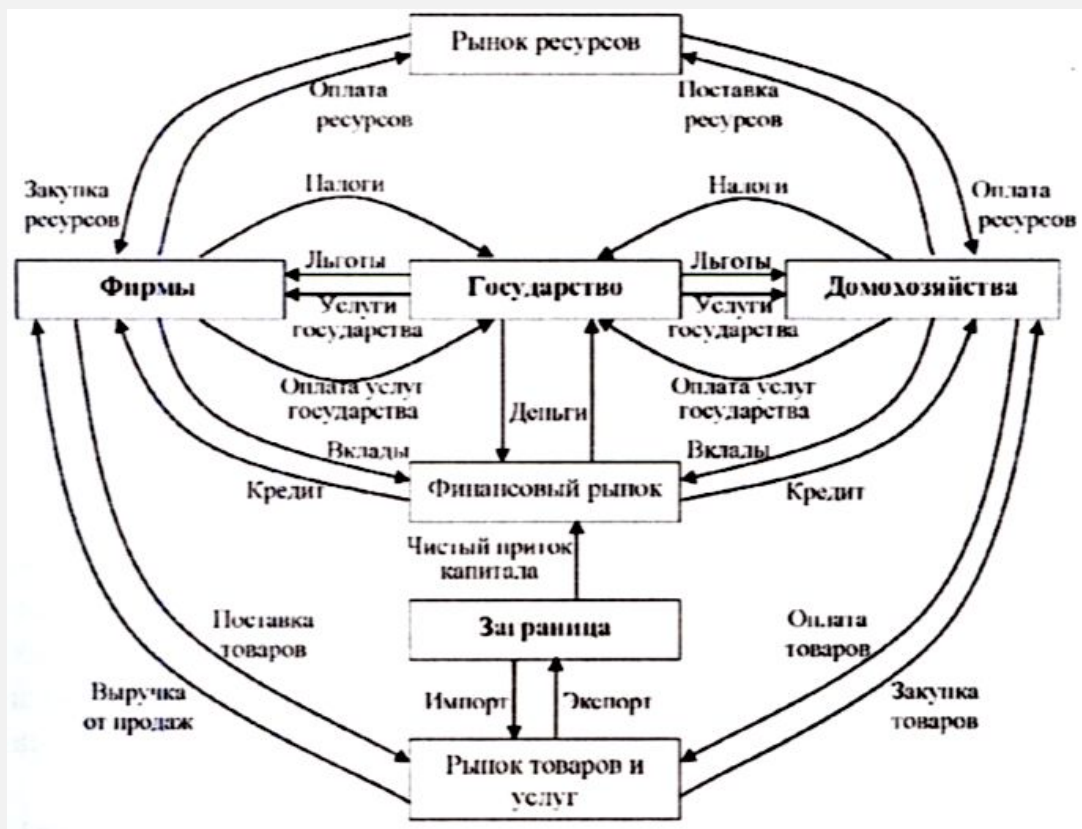 Рынок ресурсов
Оплата
ресурсов
Поставка
ресурсов
Закупка
ресурсов
Налоги
Налоги
Оплата
ресурсов
Фирмы
Льготы
Государство
Льготы
Домохозяйства
Услуги
государства
Услуги
государства
Оплата услуг
государства
Деньги
Оплата услуг
государства
Вклады
Вклады
Кредит
Финансовый рынок
Кредит
Чистый приток
капитала
Заграница
Поставка
товаров
Оплата
товаров
Выручка
от продаж
Импорт
Экспорт
Закупка
товаров
Рынок товаров и
услуг